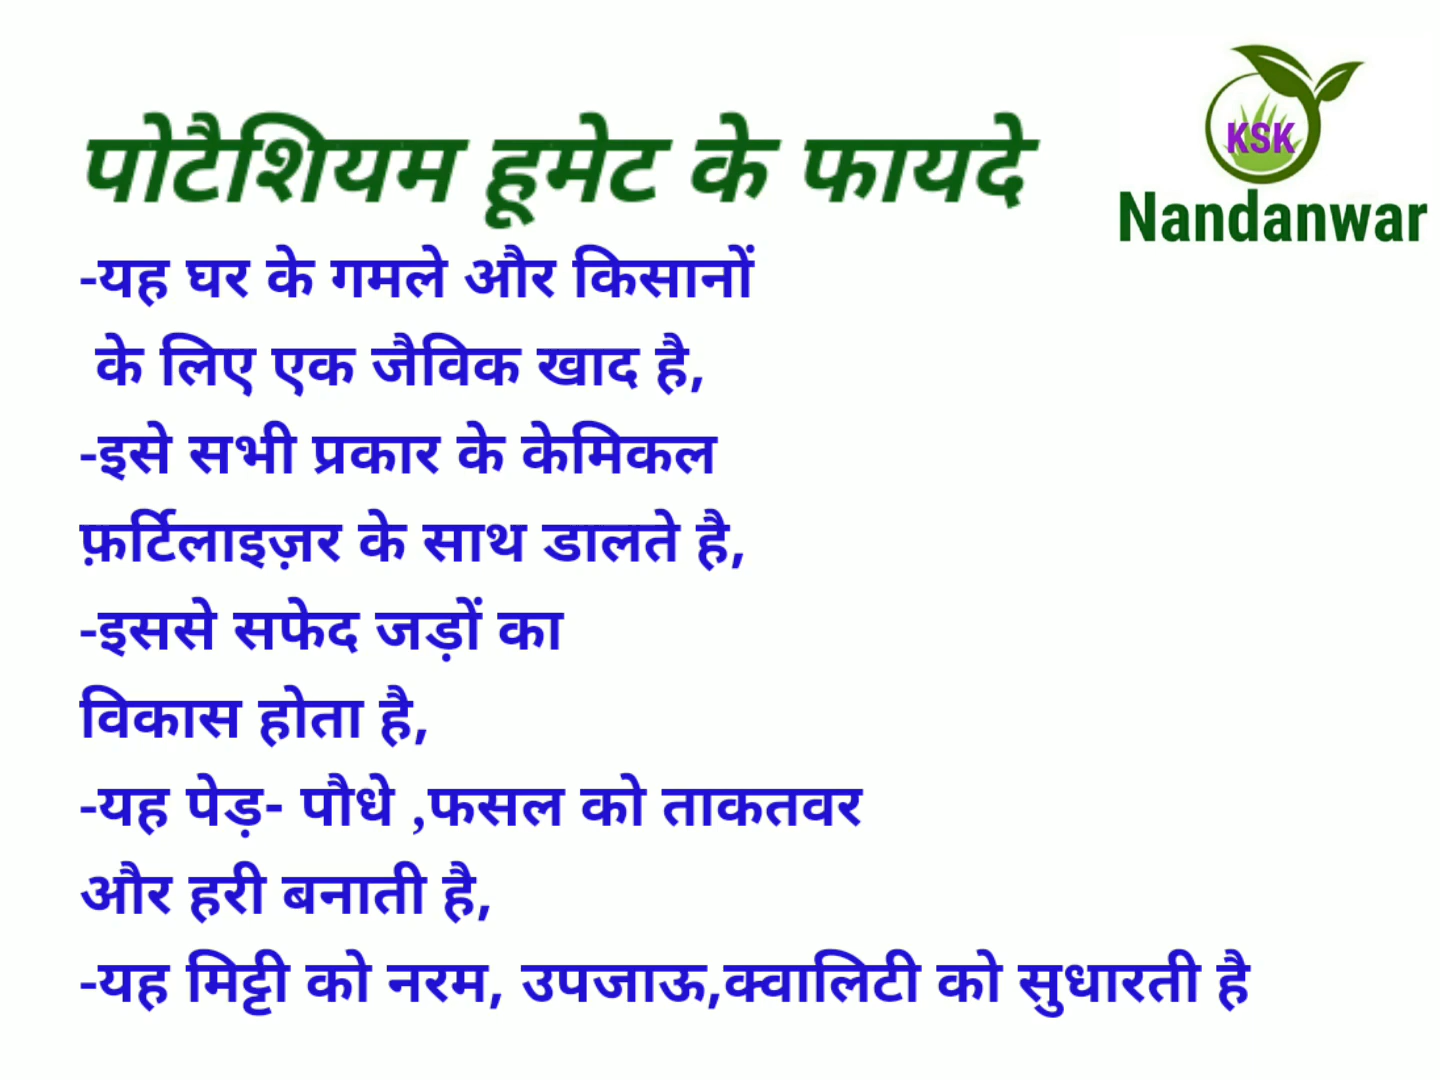 KSK
Nandanwar
पोटैशियम हूमेट के फायदे
-यह घर के गमले और किसानों
के लिए एक जैविक खाद है,
-इसे सभी प्रकार के केमिकल
फ़र्टिलाइज़र के साथ डालते है,
-इससे सफेद जड़ों का
विकास होता है,
-यह पेड़- पौधे ,फसल को ताकतवर
और हरी बनाती है,
-यह मिट्टी को नरम, उपजाऊ,क्वालिटी को सुधारती है